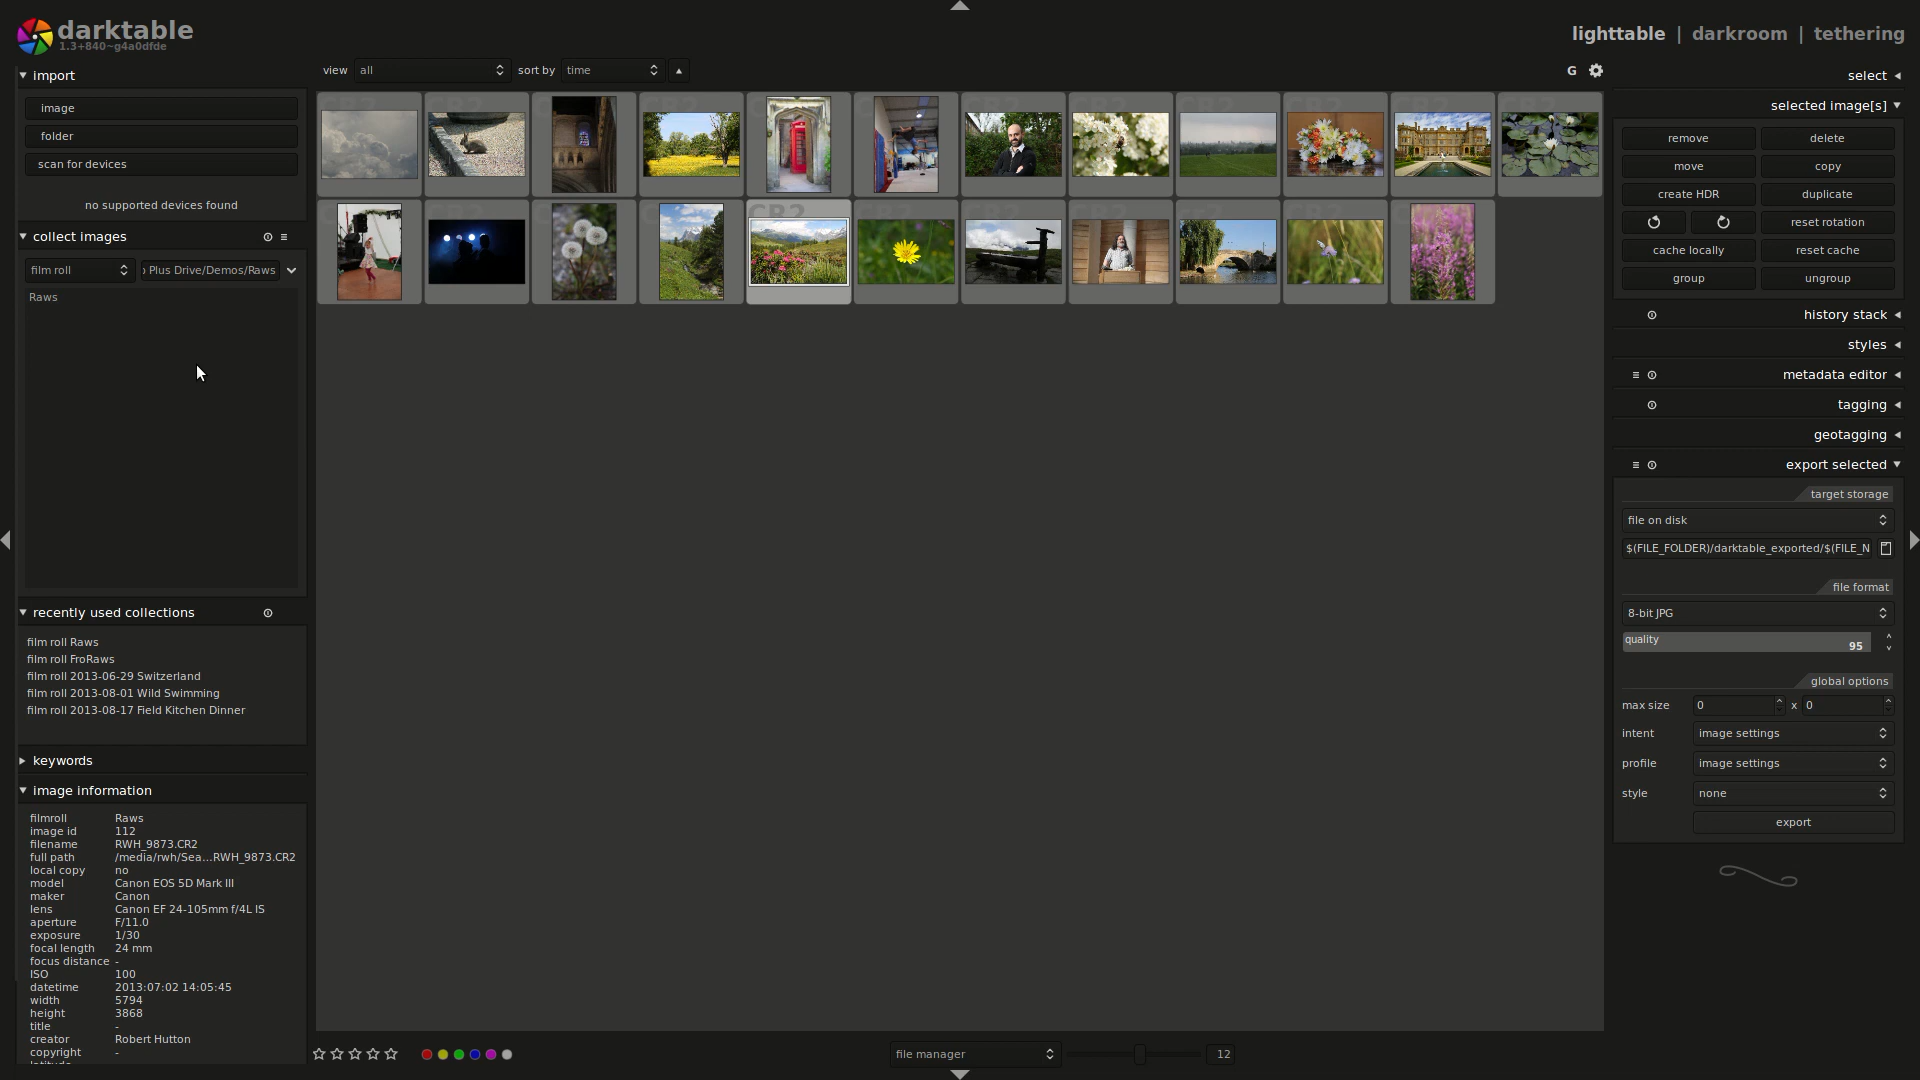 darktable
1.3+840~g4a0dfde
lighttable | darkroom | tethering
import
image
folder
scan for devices
no supported devices found
collect images
film roll
Plus Drive/Demos/Raws
Raws
recently used collections
film roll Raws
film roll FroRaws
film roll 2013-06-29 Switzerland
film roll 2013-08-01 Wild Swimming
film roll 2013-08-17 Field Kitchen Dinner
keywords
image information
filmroll Raws
image id 112
filename RWH_9873.CR2
full path /media/rwh/Sea...RWH_9873.CR2
local copy no
model Canon EOS 5D Mark III
maker Canon
lens Canon EF 24-105mm f/4L IS
aperture F/11.0
exposure 1/30
focal length 24 mm
focus distance -
ISO 100
datetime 2013:07:02 14:05:45
width 5794
height 3868
title -
creator Robert Hutton
copyright -
view all sort by time
G
CR2
file manager
12
select
selected image[s]
remove delete
move copy
create HDR duplicate
reset rotation
cache locally reset cache
group ungroup
history stack
styles
metadata editor
tagging
geotagging
export selected
target storage
file on disk
$(FILE_FOLDER)/darktable_exported/$(FILE_N
file format
8-bit JPG
quality 95
global options
max size 0 x 0
intent image settings
profile image settings
style none
export